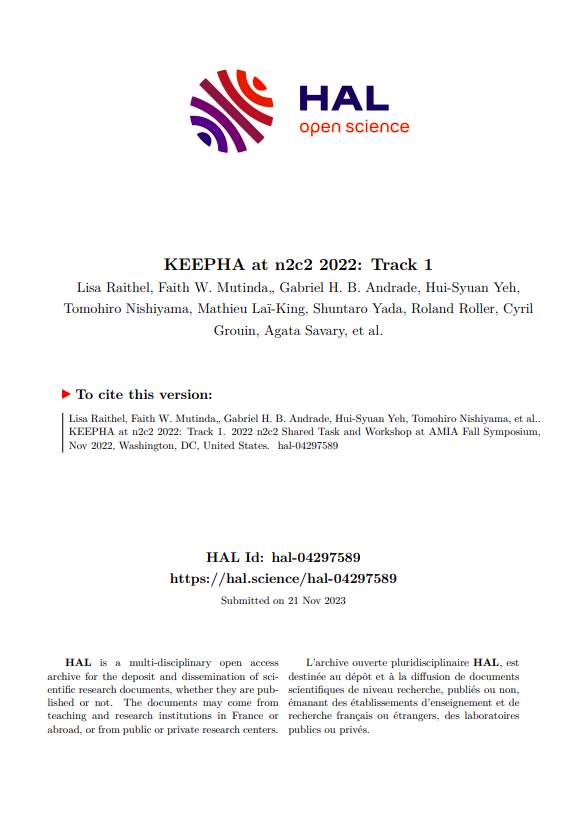 HAL
open science
KEEPHA at n2c2 2022: Track 1
Lisa Raithel, Faith W. Mutinda,, Gabriel H. B. Andrade, Hui-Syuan Yeh,
Tomohiro Nishiyama, Mathieu Laï-King, Shuntaro Yada, Roland Roller, Cyril
Grouin, Agata Savary, et al.
To cite this version:
Lisa Raithel, Faith W. Mutinda,, Gabriel H. B. Andrade, Hui-Syuan Yeh, Tomohiro Nishiyama, et al..
KEEPHA at n2c2 2022: Track 1. 2022 n2c2 Shared Task and Workshop at AMIA Fall Symposium,
Nov 2022, Washington, DC, United States. hal-04297589
HAL Id: hal-04297589
https://hal.science/hal-04297589
Submitted on 21 Nov 2023
HAL is a multi-disciplinary open access
archive for the deposit and dissemination of sci-
entific research documents, whether they are pub-
lished or not. The documents may come from
teaching and research institutions in France or
abroad, or from public or private research centers.
L'archive ouverte pluridisciplinaire HAL, est
destinée au dépôt et à la diffusion de documents
scientifiques de niveau recherche, publiés ou non,
émanant des établissements d'enseignement et de
recherche français ou étrangers, des laboratoires
publics ou privés.